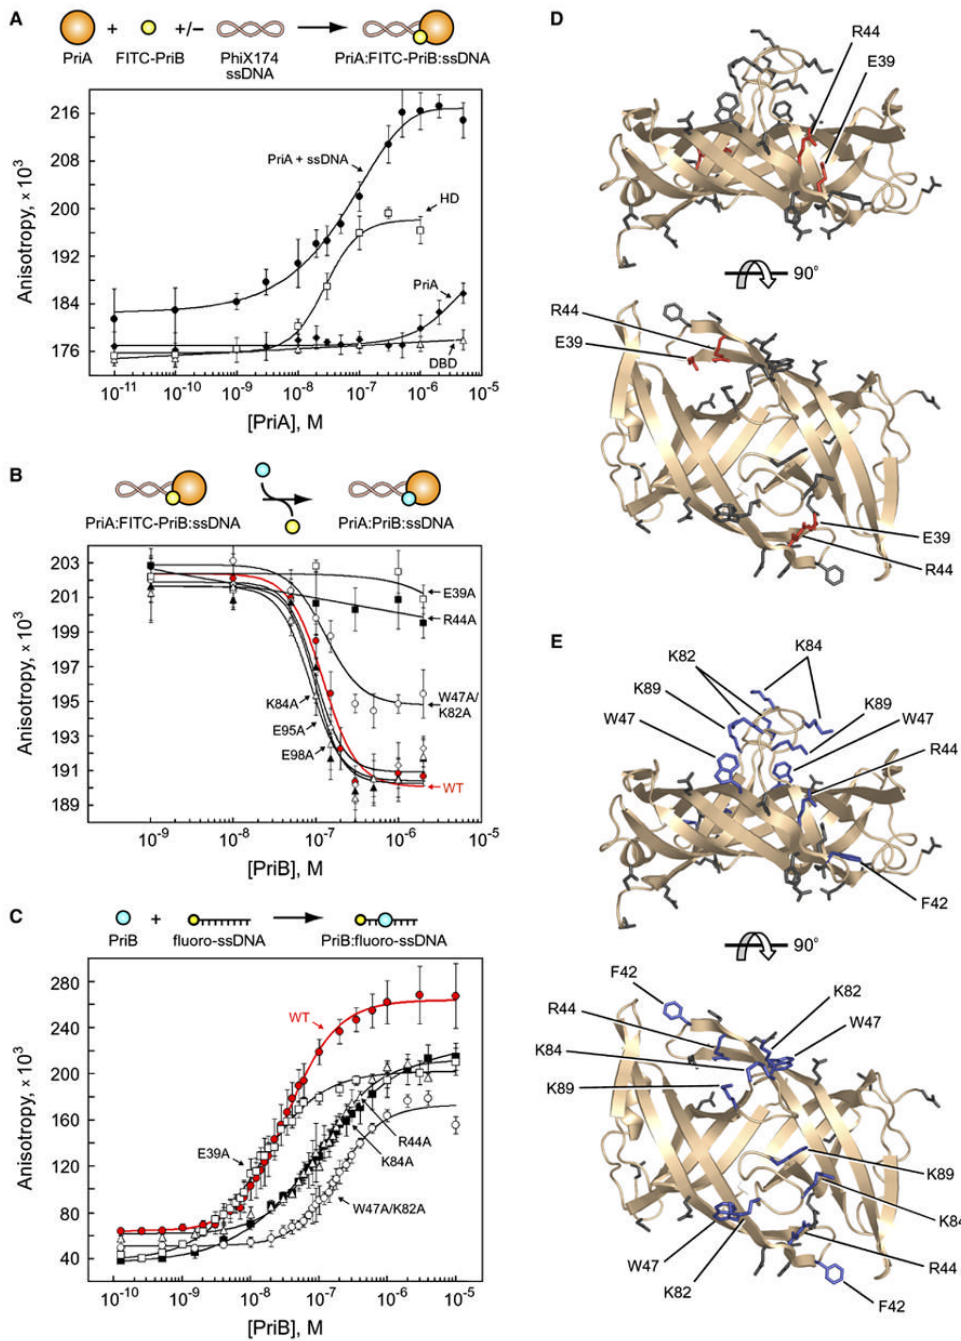 A
PriA + FITC-PriB +/− PhiX174 ssDNA PriA:FITC-PriB:ssDNA
Anisotropy, × 10³
216
208
200
192
184
176
PriA + ssDNA
HD
PriA
DBD
10⁻¹¹ 10⁻¹⁰ 10⁻⁹ 10⁻⁸ 10⁻⁷ 10⁻⁶ 10⁻⁵
[PriA], M
B
PriA:FITC-PriB:ssDNA PriA:PriB:ssDNA
Anisotropy, × 10³
203
201
199
197
195
193
191
189
E39A
R44A
W47A/
K82A
K84A
E95A
E98A
WT
10⁻⁹ 10⁻⁸ 10⁻⁷ 10⁻⁶ 10⁻⁵
[PriB], M
C
PriB + fluoro-ssDNA PriB:fluoro-ssDNA
Anisotropy, × 10³
280
240
200
160
120
80
40
WT
E39A
R44A
K84A
W47A/K82A
10⁻¹⁰ 10⁻⁹ 10⁻⁸ 10⁻⁷ 10⁻⁶ 10⁻⁵
[PriB], M
D
R44
E39
90°
R44
E39
E39
R44
E
K82
K84
K89
K89
W47
W47
R44
F42
90°
F42
K82
R44
W47
K84
K89
K89
K84
W47
R44
K82
F42